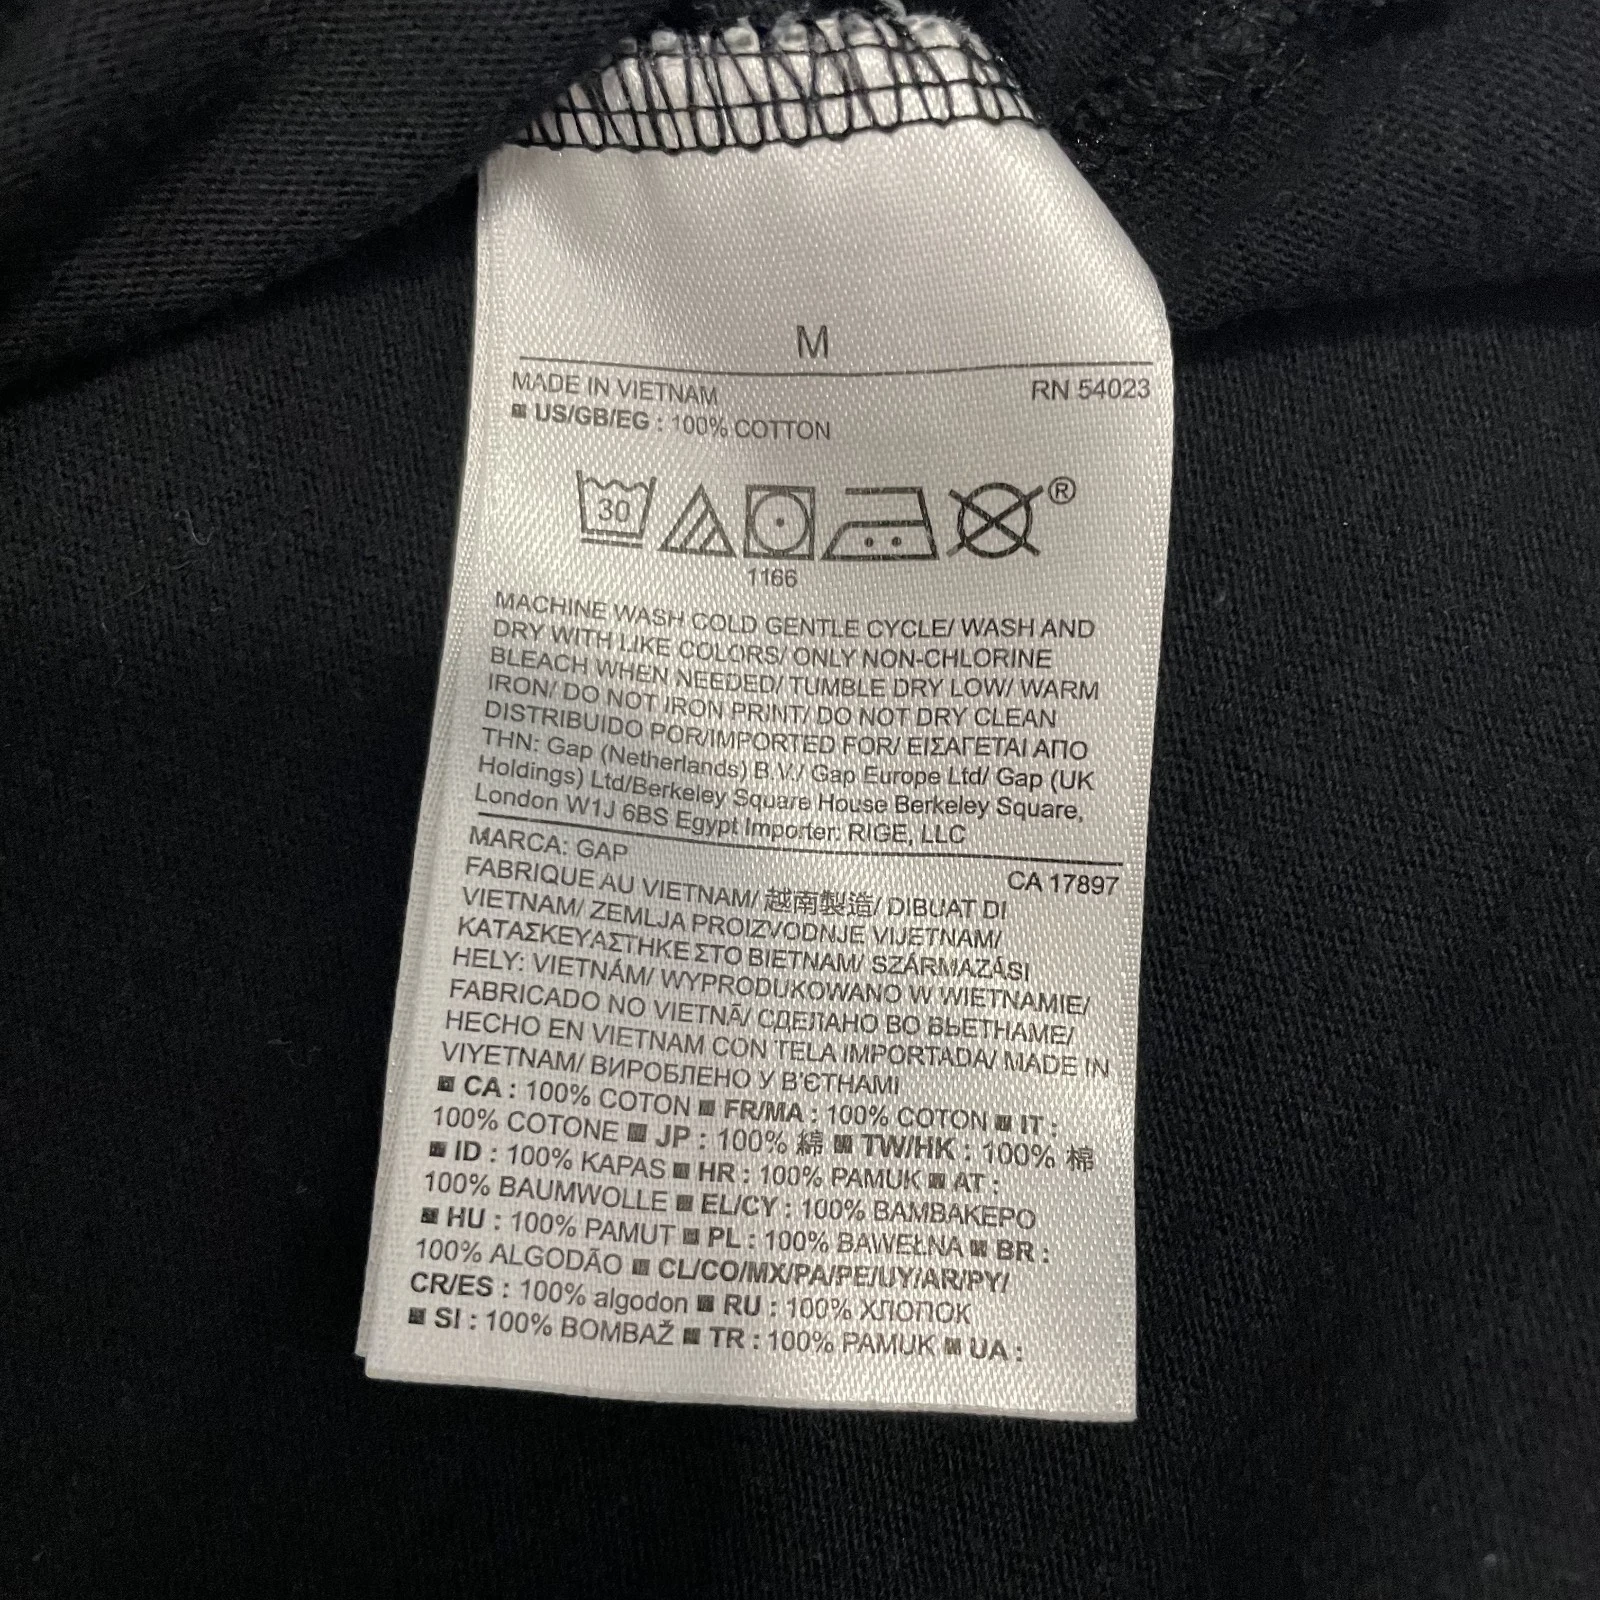 M
MADE IN VIETNAM RN 54023
US/GB/EG : 100% COTTON
30 ®
1166
MACHINE WASH COLD GENTLE CYCLE/ WASH AND
DRY WITH LIKE COLORS/ ONLY NON-CHLORINE
BLEACH WHEN NEEDED/ TUMBLE DRY LOW/ WARM
IRON/ DO NOT IRON PRINT/ DO NOT DRY CLEAN
DISTRIBUIDO POR/IMPORTED FOR/ ΕΙΣΑΓΕΤΑΙ ΑΠΟ
ΤΗΝ: Gap (Netherlands) B.V./ Gap Europe Ltd/ Gap (UK
Holdings) Ltd/Berkeley Square House Berkeley Square,
London W1J 6BS Egypt Importer: RIGE, LLC
MARCA: GAP CA 17897
FABRIQUE AU VIETNAM/ 越南製造/ DIBUAT DI
VIETNAM/ ZEMLJA PROIZVODNJE VIJETNAM/
ΚΑΤΑΣΚΕΥΑΣΤΗΚΕ ΣΤΟ ΒΙΕΤΝΑΜ/ SZÁRMAZÁSI
HELY: VIETNÁM/ WYPRODUKOWANO W WIETNAMIE/
FABRICADO NO VIETNÃ/ СДЕЛАНО ВО ВЬЕТНАМЕ/
HECHO EN VIETNAM CON TELA IMPORTADA/ MADE IN
VIYETNAM/ ВИРОБЛЕНО У В'ЄТНАМІ
CA : 100% COTON FR/MA : 100% COTON IT :
100% COTONE JP : 100% 綿 TW/HK : 100% 棉
ID : 100% KAPAS HR : 100% PAMUK AT :
100% BAUMWOLLE EL/CY : 100% ΒΑΜΒΑΚΕΡΟ
HU : 100% PAMUT PL : 100% BAWEŁNA BR :
100% ALGODÃO CL/CO/MX/PA/PE/UY/AR/PY/
CR/ES : 100% algodon RU : 100% ХЛОПОК
SI : 100% BOMBAŽ TR : 100% PAMUK UA :